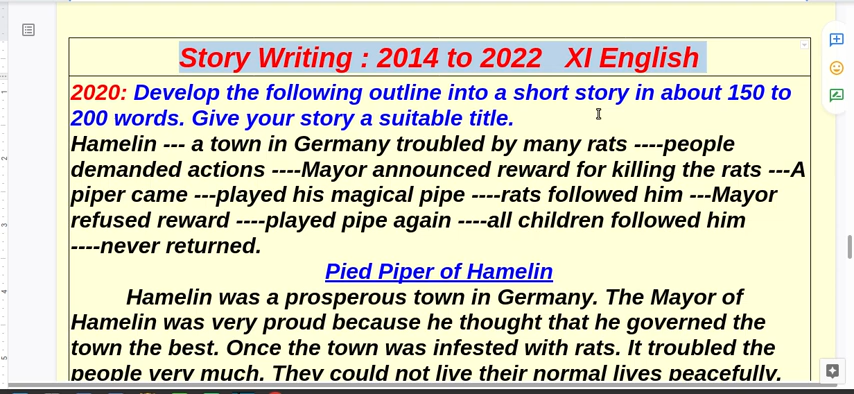 Story Writing : 2014 to 2022 XI English
2020: Develop the following outline into a short story in about 150 to
200 words. Give your story a suitable title.
Hamelin --- a town in Germany troubled by many rats ----people
demanded actions ----Mayor announced reward for killing the rats ---A
piper came ---played his magical pipe ----rats followed him ---Mayor
refused reward ----played pipe again ----all children followed him
----never returned.
Pied Piper of Hamelin
Hamelin was a prosperous town in Germany. The Mayor of
Hamelin was very proud because he thought that he governed the
town the best. Once the town was infested with rats. It troubled the
people very much. They could not live their normal lives peacefully.
1
2
3
4
5